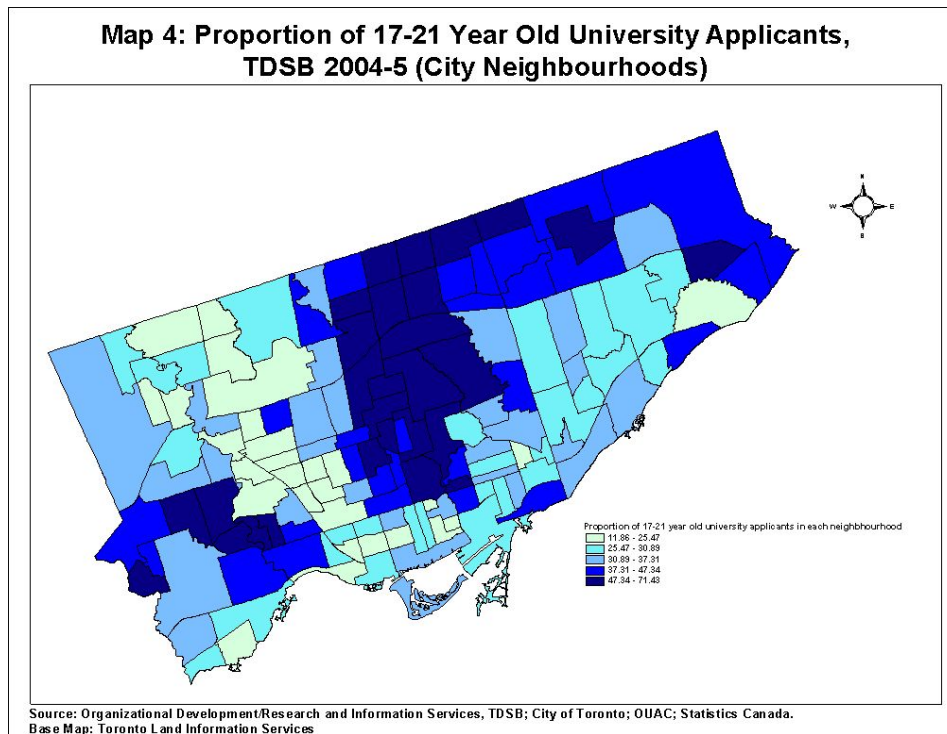 Map 4: Proportion of 17-21 Year Old University Applicants,
TDSB 2004-5 (City Neighbourhoods)
N
W E
S
Proportion of 17-21 year old university applicants in each neighbhourhood
11.86 - 25.47
25.47 - 30.89
30.89 - 37.31
37.31 - 47.34
47.34 - 71.43
Source: Organizational Development/Research and Information Services, TDSB; City of Toronto; OUAC; Statistics Canada.
Base Map: Toronto Land Information Services